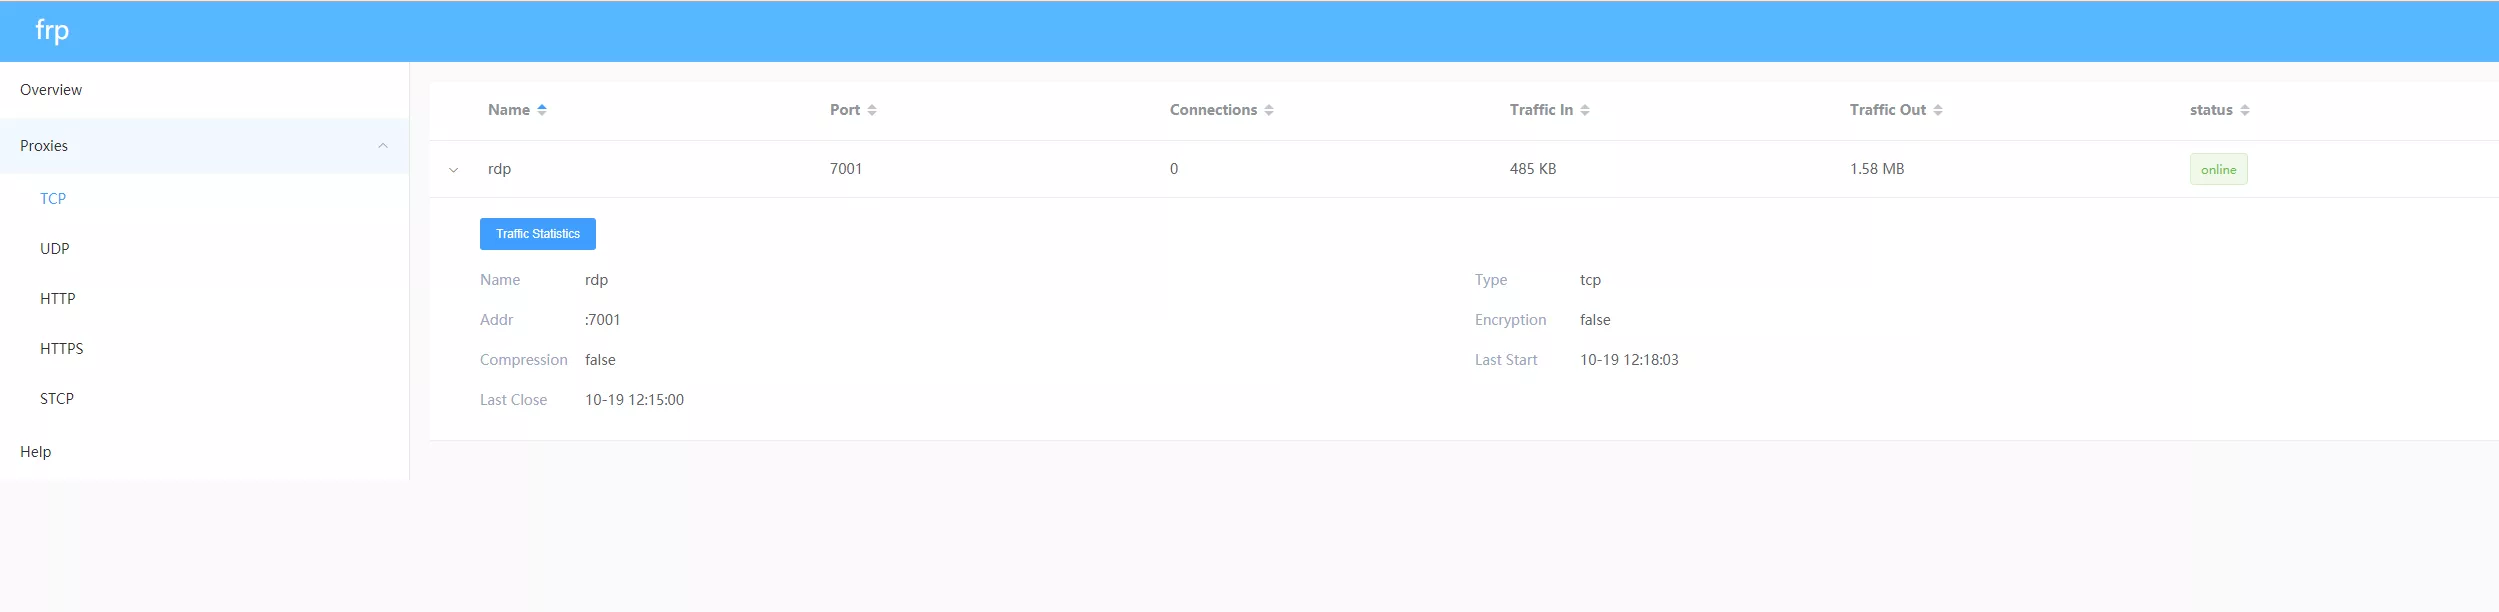 frp
Overview
Proxies
TCP
UDP
HTTP
HTTPS
STCP
Help
Name Port Connections Traffic In Traffic Out status
rdp 7001 0 485 KB 1.58 MB online
Traffic Statistics
Name rdp Type tcp
Addr :7001 Encryption false
Compression false Last Start 10-19 12:18:03
Last Close 10-19 12:15:00